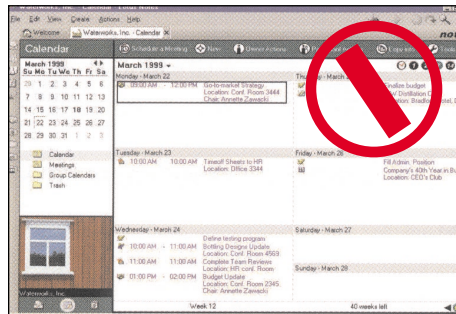 File Edit View Create Actions Help
Welcome Waterworks, Inc. - Calendar
Calendar
Schedule a Meeting New Owner Actions Copy Tools
March 1999
Su Mo Tu We Th Fr Sa
28 1 2 3 4 5 6
7 8 9 10 11 12 13
14 15 16 17 18 19 20
21 22 23 24 25 26 27
28 29 30 31 1 2 3
Calendar
Meetings
Group Calendars
Trash
Waterworks, Inc.
March 1999
Monday - March 22
09:00 AM - 12:00 PM Go-to-market Strategy
Location: Conf. Room 3444
Chair: Annette Zawacki
Tuesday - March 23
10:00 AM 10:00 AM Timeoff Sheets to HR
Location: Office 3344
Wednesday - March 24
Define testing program
10:00 AM - 11:00 AM Bottling Designs Update
Location: Conf. Room 4569
11:00 AM - 11:00 AM Complete Team Reviews
Location: HR conf. Room
01:00 PM - 02:00 PM Budget Update
Location: Conf. Room 2345
Chair: Annette Zawacki
Finalize budget
Distillation
Location: Bradford
Friday - March 26
Fill Admin. Position
Company's 40th Year in Bu
Location: CEO's Club
Saturday - March 27
Sunday - March 28
Week 12
40 weeks left